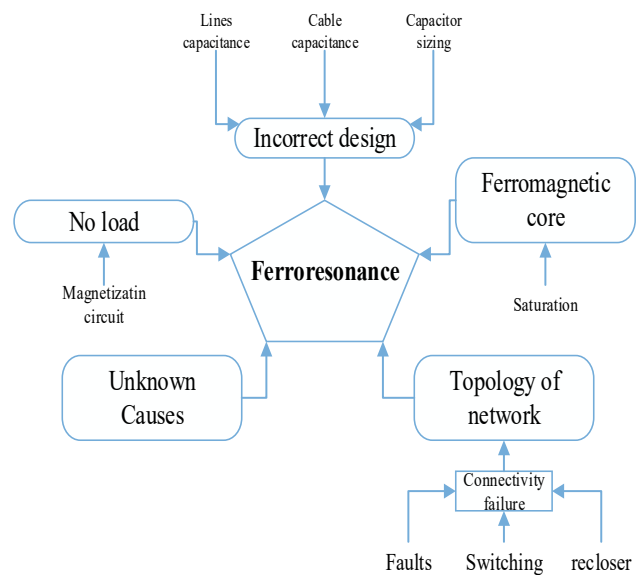 Lines
capacitance
Cable
capacitance
Capacitor
sizing
Incorrect design
Ferromagnetic
core
No load
Ferroresonance
Magnetizatin
circuit
Saturation
Unknown
Causes
Topology of
network
Connectivity
failure
Faults
Switching
recloser